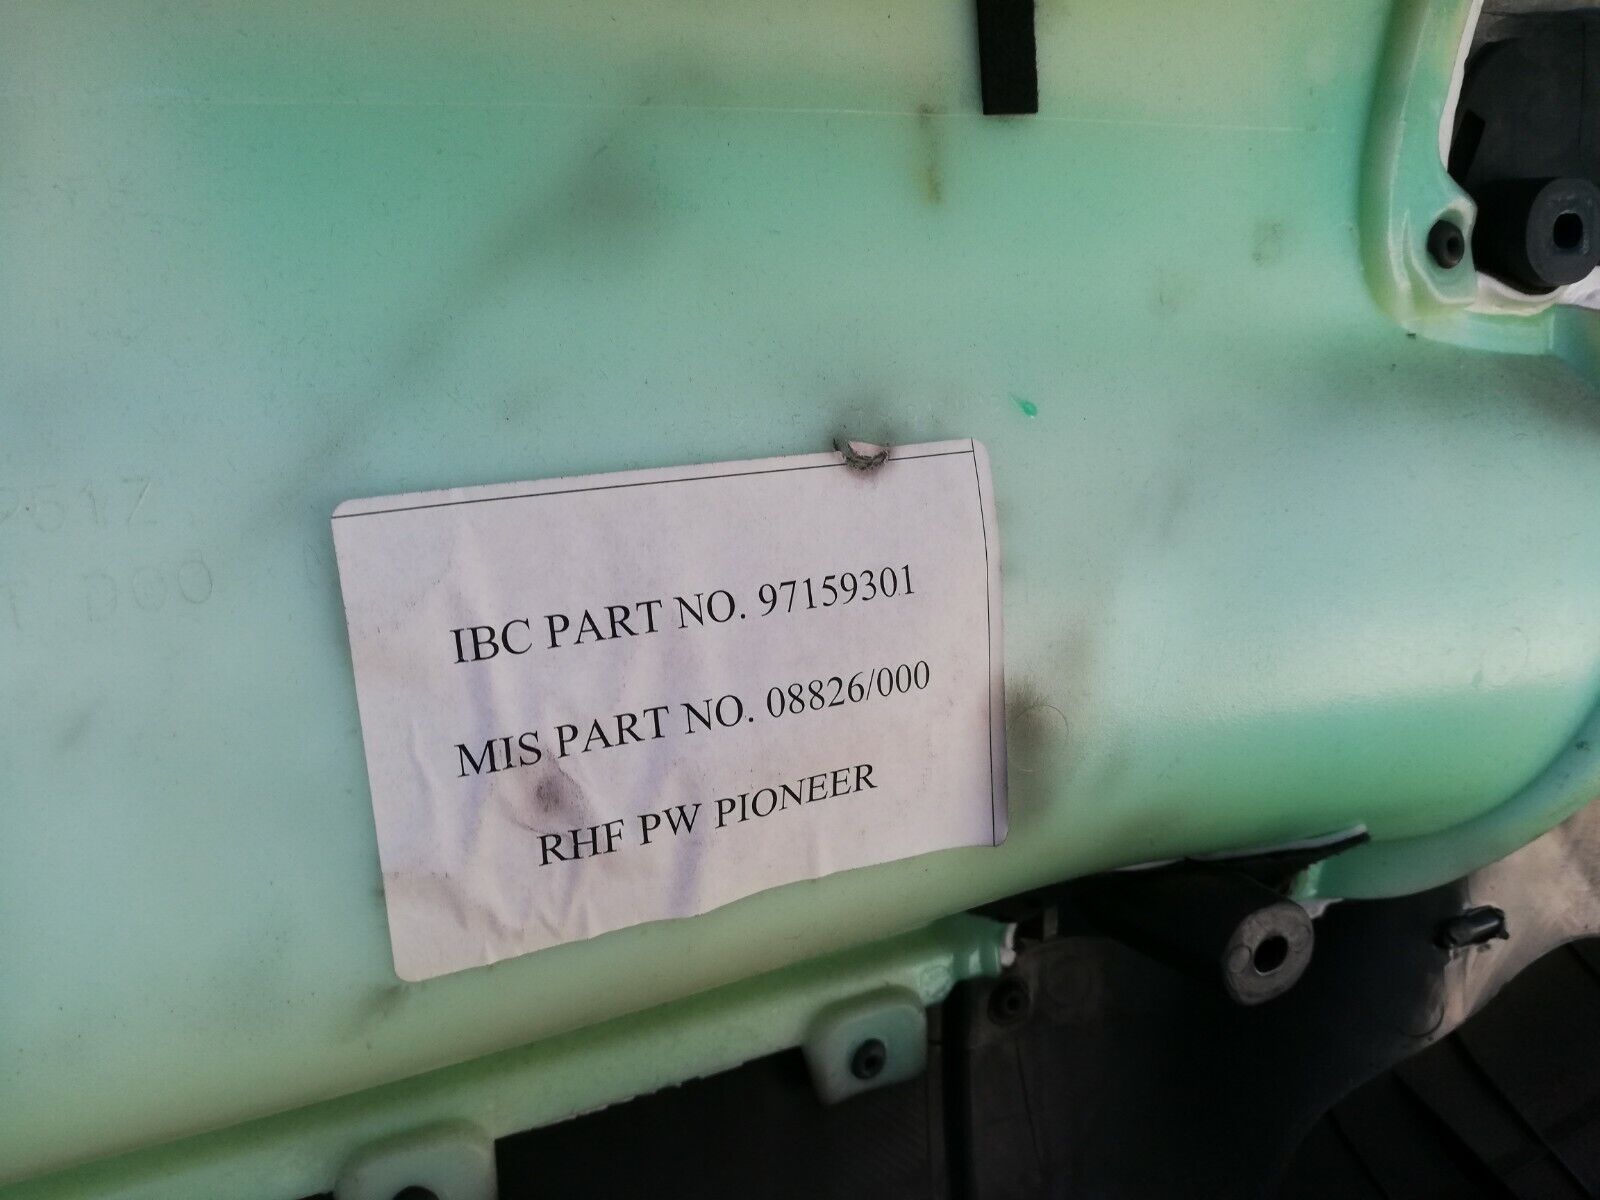 IBC PART NO. 97159301
MIS PART NO. 08826/000
RHF PW PIONEER